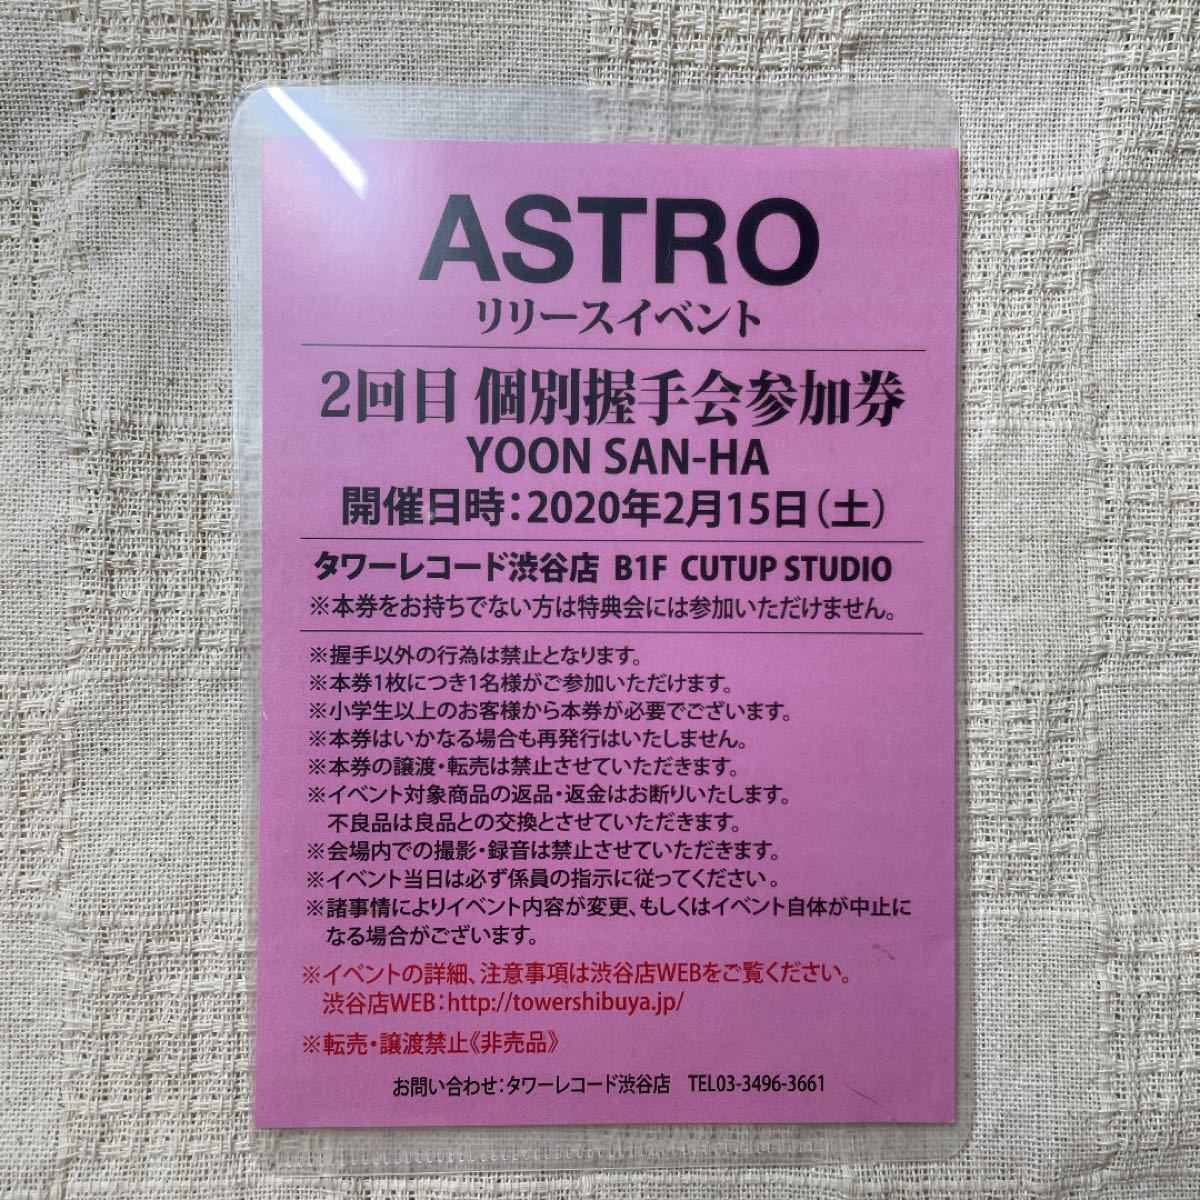 ASTRO
リリースイベント
2回目 個別握手会参加券
YOON SAN-HA
開催日時：2020年2月15日（土）
タワーレコード渋谷店 B1F CUTUP STUDIO
※本券をお持ちでない方は特典会には参加いただけません。
※握手以外の行為は禁止となります。
※本券1枚につき1名様がご参加いただけます。
※小学生以上のお客様から本券が必要でございます。
※本券はいかなる場合も再発行はいたしません。
※本券の譲渡・転売は禁止させていただきます。
※イベント対象商品の返品・返金はお断りいたします。
不良品は良品との交換とさせていただきます。
※会場内での撮影・録音は禁止させていただきます。
※イベント当日は必ず係員の指示に従ってください。
※諸事情によりイベント内容が変更、もしくはイベント自体が中止に
なる場合がございます。
※イベントの詳細、注意事項は渋谷店WEBをご覧ください。
渋谷店WEB：http://towershibuya.jp/
※転売・譲渡禁止《非売品》
お問い合わせ：タワーレコード渋谷店 TEL03-3496-3661